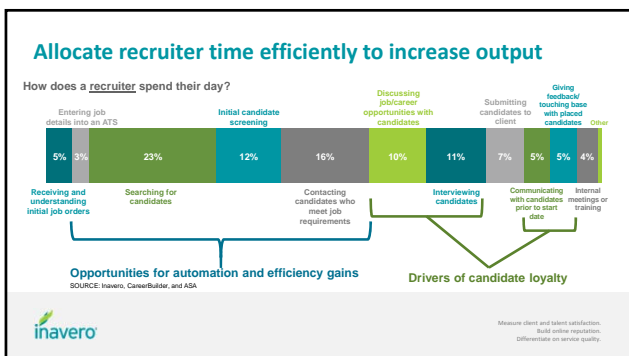 Allocate recruiter time efficiently to increase output
How does a recruiter spend their day?
Entering job
details into an ATS
Initial candidate
screening
Discussing
job/career
opportunities with
candidates
Submitting
candidates to
client
Giving
feedback/
touching base
with placed
candidates
Other
5%
3%
23%
12%
16%
10%
11%
7%
5%
5%
4%
Receiving and
understanding
initial job orders
Searching for
candidates
Contacting
candidates who
meet job
requirements
Interviewing
candidates
Communicating
with candidates
prior to start
date
Internal
meetings or
training
Opportunities for automation and efficiency gains
SOURCE: Inavero, CareerBuilder, and ASA
Drivers of candidate loyalty
inavero
Measure client and talent satisfaction.
Build online reputation.
Differentiate on service quality.